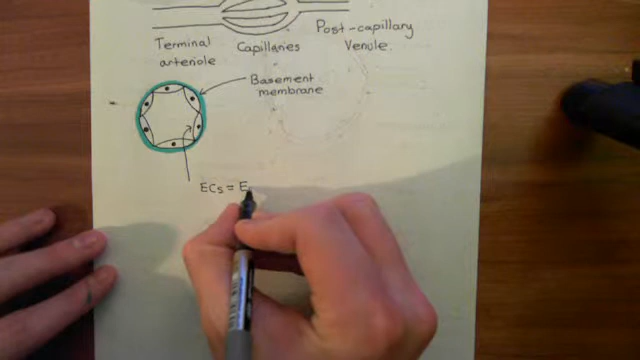 Post-capillary
Venule.
Terminal
arteriole
Capillaries
Basement
membrane
ECs = E